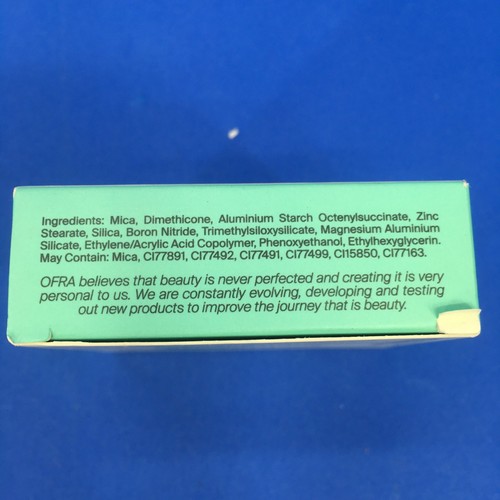 Ingredients: Mica, Dimethicone, Aluminium Starch Octenylsuccinate, Zinc
Stearate, Silica, Boron Nitride, Trimethylsiloxysilicate, Magnesium Aluminium
Silicate, Ethylene/Acrylic Acid Copolymer, Phenoxyethanol, Ethylhexyglycerin.
May Contain: Mica, CI77891, CI77492, CI77491, CI77499, CI15850, CI77163.
OFRA believes that beauty is never perfected and creating it is very
personal to us. We are constantly evolving, developing and testing
out new products to improve the journey that is beauty.